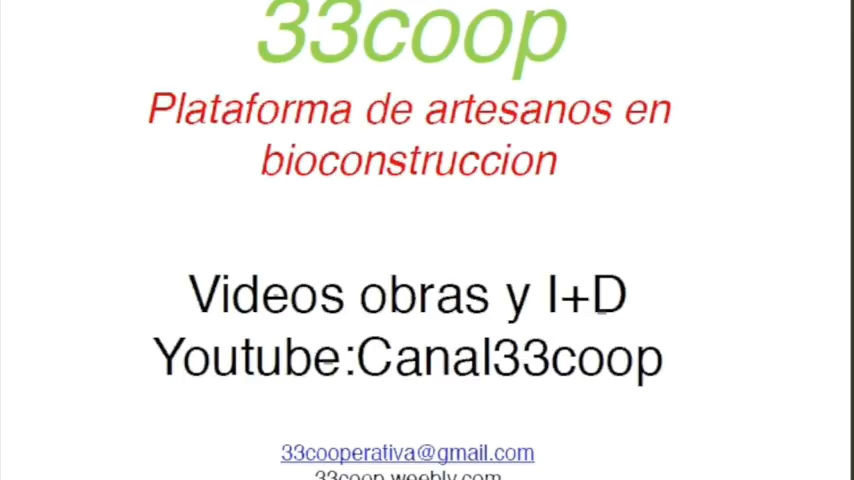 33coop
Plataforma de artesanos en
bioconstruccion
Videos obras y I+D
Youtube:Canal33coop
33cooperativa@gmail.com
33coop.weebly.com